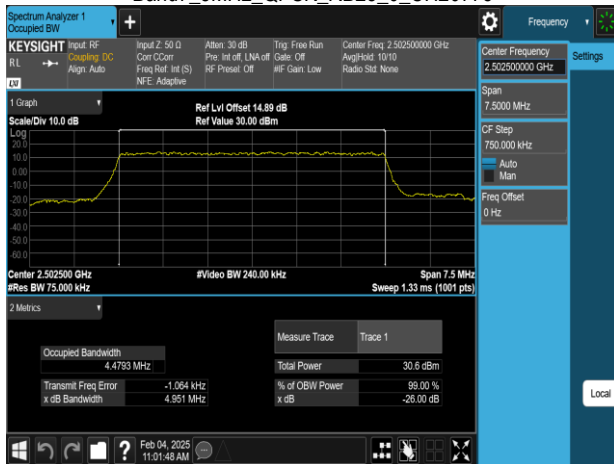 Spectrum Analyzer 1
Occupied BW
+
Frequency
KEYSIGHT
RL
LXI
Input: RF
Coupling: DC
Align: Auto
Input Z: 50 Ω
Corr CCorr
Freq Ref: Int (S)
NFE: Adaptive
Atten: 30 dB
Pre: Int off, LNA off
RF Preset: Off
Trig: Free Run
Gate: Off
#IF Gain: Low
Center Freq: 2.502500000 GHz
Avg|Hold: 10/10
Radio Std: None
Center Frequency
2.502500000 GHz
Settings
Span
7.5000 MHz
CF Step
750.000 kHz
Auto
Man
Freq Offset
0 Hz
Local
1 Graph
Scale/Div 10.0 dB
Ref Lvl Offset 14.89 dB
Ref Value 30.00 dBm
Log
20.0
10.0
0.00
-10.0
-20.0
-30.0
-40.0
-50.0
-60.0
Center 2.502500 GHz
#Video BW 240.00 kHz
Span 7.5 MHz
#Res BW 75.000 kHz
Sweep 1.33 ms (1001 pts)
2 Metrics
Measure Trace
Trace 1
Occupied Bandwidth
4.4793 MHz
Total Power
30.6 dBm
Transmit Freq Error
-1.064 kHz
% of OBW Power
99.00 %
x dB Bandwidth
4.951 MHz
x dB
-26.00 dB
?
Feb 04, 2025
11:01:48 AM